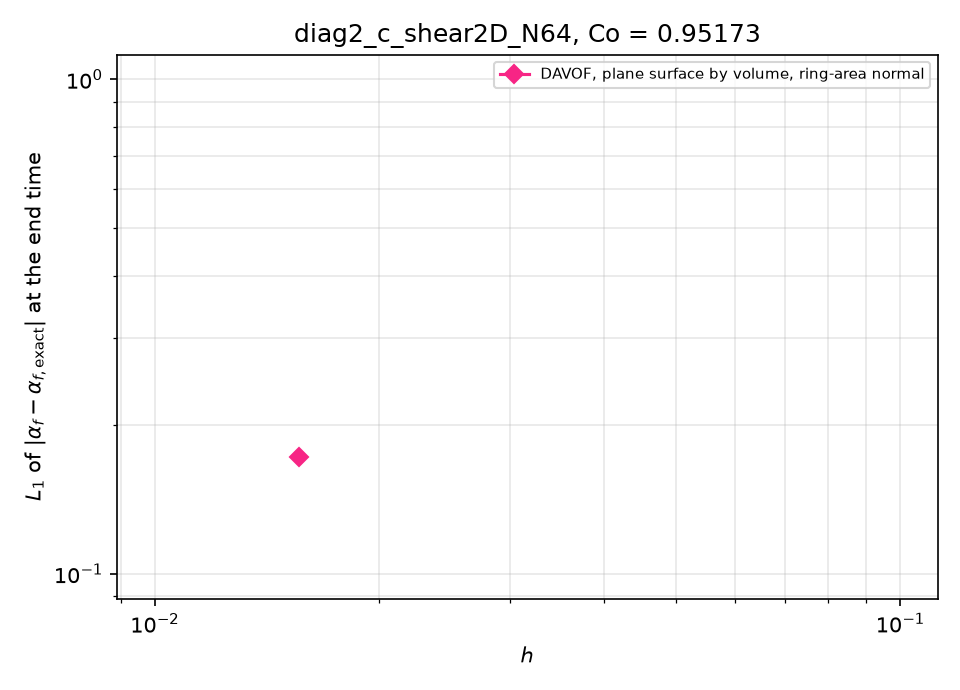 diag2_c_shear2D_N64, Co = 0.95173
DAVOF, plane surface by volume, ring-area normal
10⁰
10⁻¹
L₁ of |α_f − α_{f,exact}| at the end time
10⁻²
10⁻¹
h